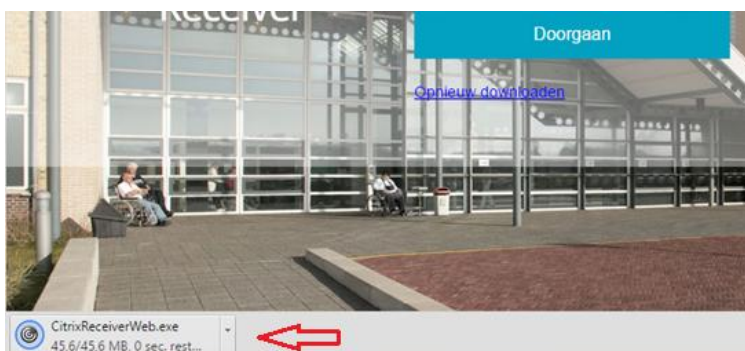 Receiver
Doorgaan
Opnieuw downloaden
CitrixReceiverWeb.exe
45.6/45.6 MB, 0 sec. rest...